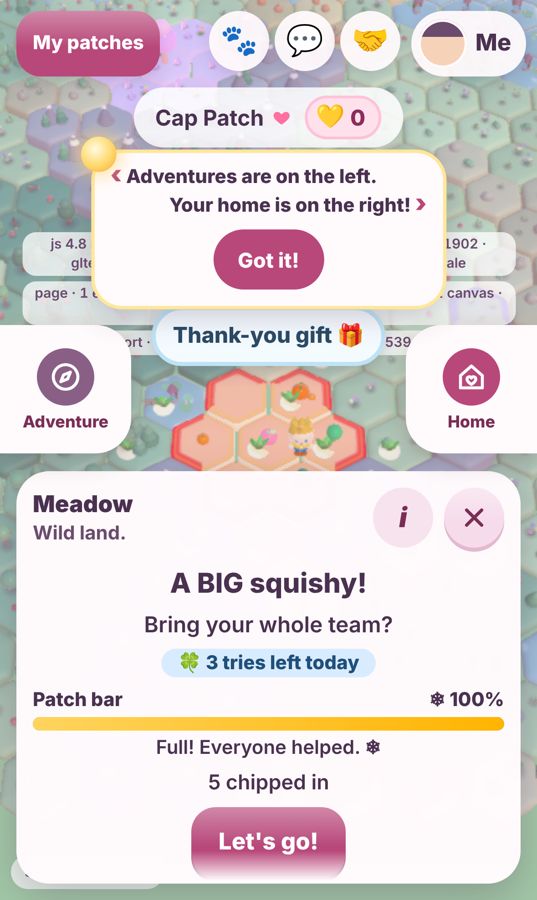 My patches
Me
Cap Patch
0
‹ Adventures are on the left.
Your home is on the right! ›
Got it!
js 4.8
1902 ·
page · 1
canvas ·
Thank-you gift
ort ·
539
Adventure
Home
Meadow
Wild land.
i
A BIG squishy!
Bring your whole team?
3 tries left today
Patch bar
100%
Full! Everyone helped.
5 chipped in
Let's go!